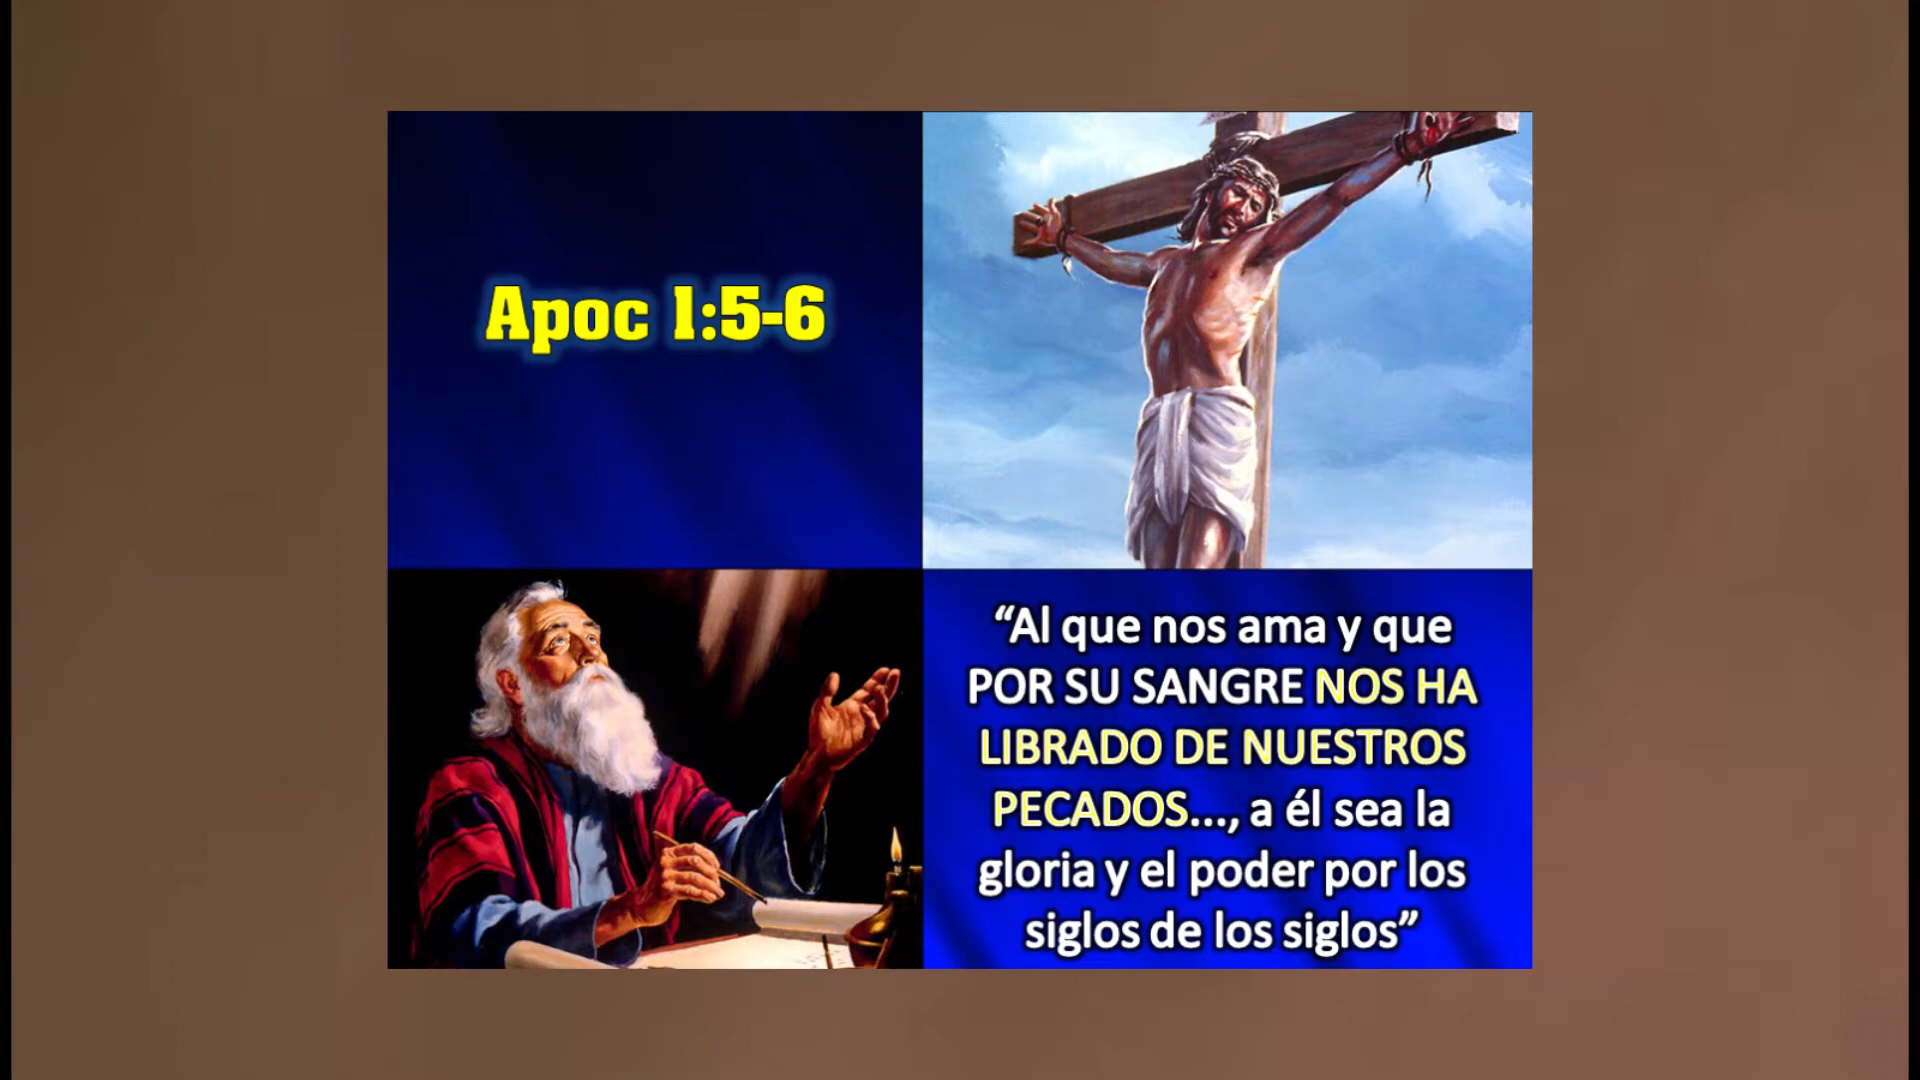 Apoc 1:5-6
“Al que nos ama y que
POR SU SANGRE NOS HA
LIBRADO DE NUESTROS
PECADOS..., a él sea la
gloria y el poder por los
siglos de los siglos”